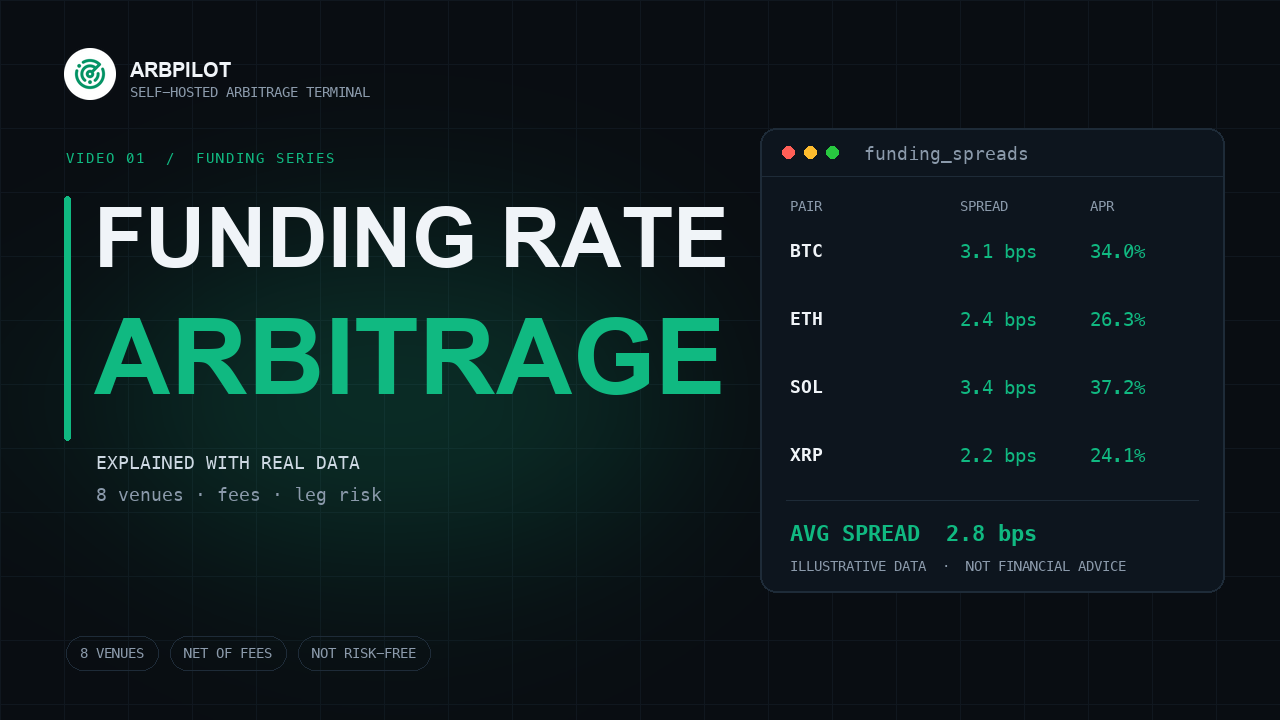 ARBPILOT
SELF-HOSTED ARBITRAGE TERMINAL
VIDEO 01 / FUNDING SERIES
FUNDING RATE
ARBITRAGE
EXPLAINED WITH REAL DATA
8 venues · fees · leg risk
8 VENUES
NET OF FEES
NOT RISK-FREE
funding_spreads
PAIR SPREAD APR
BTC 3.1 bps 34.0%
ETH 2.4 bps 26.3%
SOL 3.4 bps 37.2%
XRP 2.2 bps 24.1%
AVG SPREAD 2.8 bps
ILLUSTRATIVE DATA · NOT FINANCIAL ADVICE